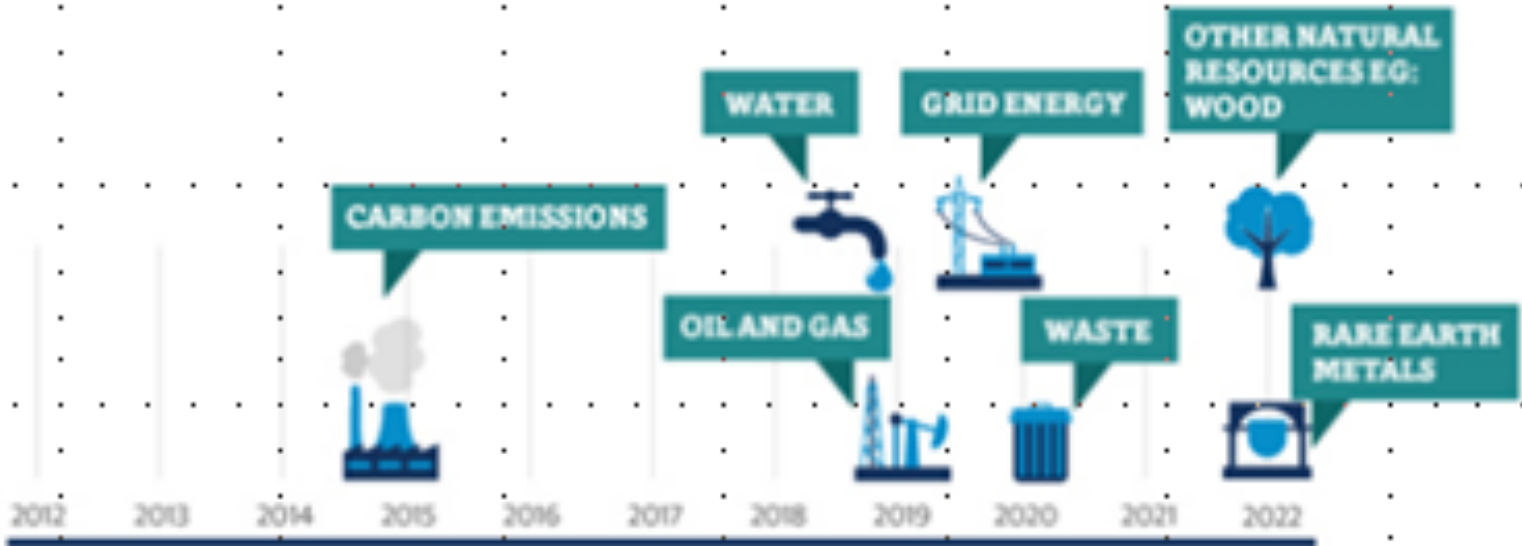 OTHER NATURAL
RESOURCES EG:
WOOD
WATER
GRID ENERGY
CARBON EMISSIONS
OIL AND GAS
WASTE
RARE EARTH
METALS
2012 2013 2014 2015 2016 2017 2018 2019 2020 2021 2022